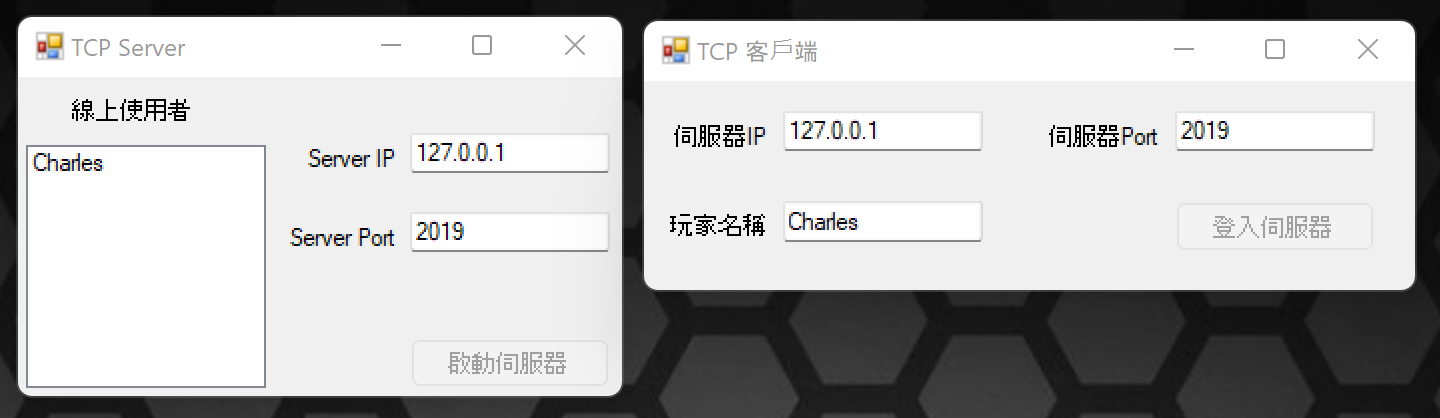 TCP Server
線上使用者
Charles
Server IP 127.0.0.1
Server Port 2019
啟動伺服器
TCP 客戶端
伺服器IP 127.0.0.1 伺服器Port 2019
玩家名稱 Charles 登入伺服器